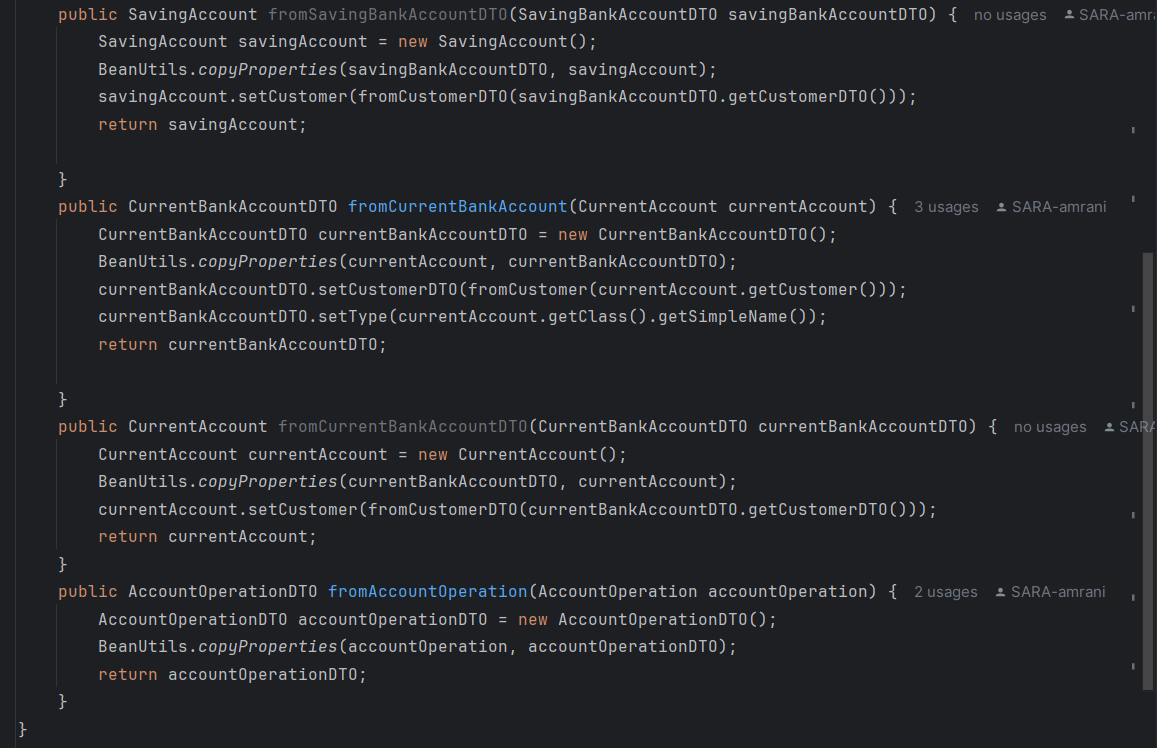 public SavingAccount fromSavingBankAccountDTO(SavingBankAccountDTO savingBankAccountDTO) { no usages SARA-amra
SavingAccount savingAccount = new SavingAccount();
BeanUtils.copyProperties(savingBankAccountDTO, savingAccount);
savingAccount.setCustomer(fromCustomerDTO(savingBankAccountDTO.getCustomerDTO()));
return savingAccount;
}
public CurrentBankAccountDTO fromCurrentBankAccount(CurrentAccount currentAccount) { 3 usages SARA-amrani
CurrentBankAccountDTO currentBankAccountDTO = new CurrentBankAccountDTO();
BeanUtils.copyProperties(currentAccount, currentBankAccountDTO);
currentBankAccountDTO.setCustomerDTO(fromCustomer(currentAccount.getCustomer()));
currentBankAccountDTO.setType(currentAccount.getClass().getSimpleName());
return currentBankAccountDTO;
}
public CurrentAccount fromCurrentBankAccountDTO(CurrentBankAccountDTO currentBankAccountDTO) { no usages SARA
CurrentAccount currentAccount = new CurrentAccount();
BeanUtils.copyProperties(currentBankAccountDTO, currentAccount);
currentAccount.setCustomer(fromCustomerDTO(currentBankAccountDTO.getCustomerDTO()));
return currentAccount;
}
public AccountOperationDTO fromAccountOperation(AccountOperation accountOperation) { 2 usages SARA-amrani
AccountOperationDTO accountOperationDTO = new AccountOperationDTO();
BeanUtils.copyProperties(accountOperation, accountOperationDTO);
return accountOperationDTO;
}
}